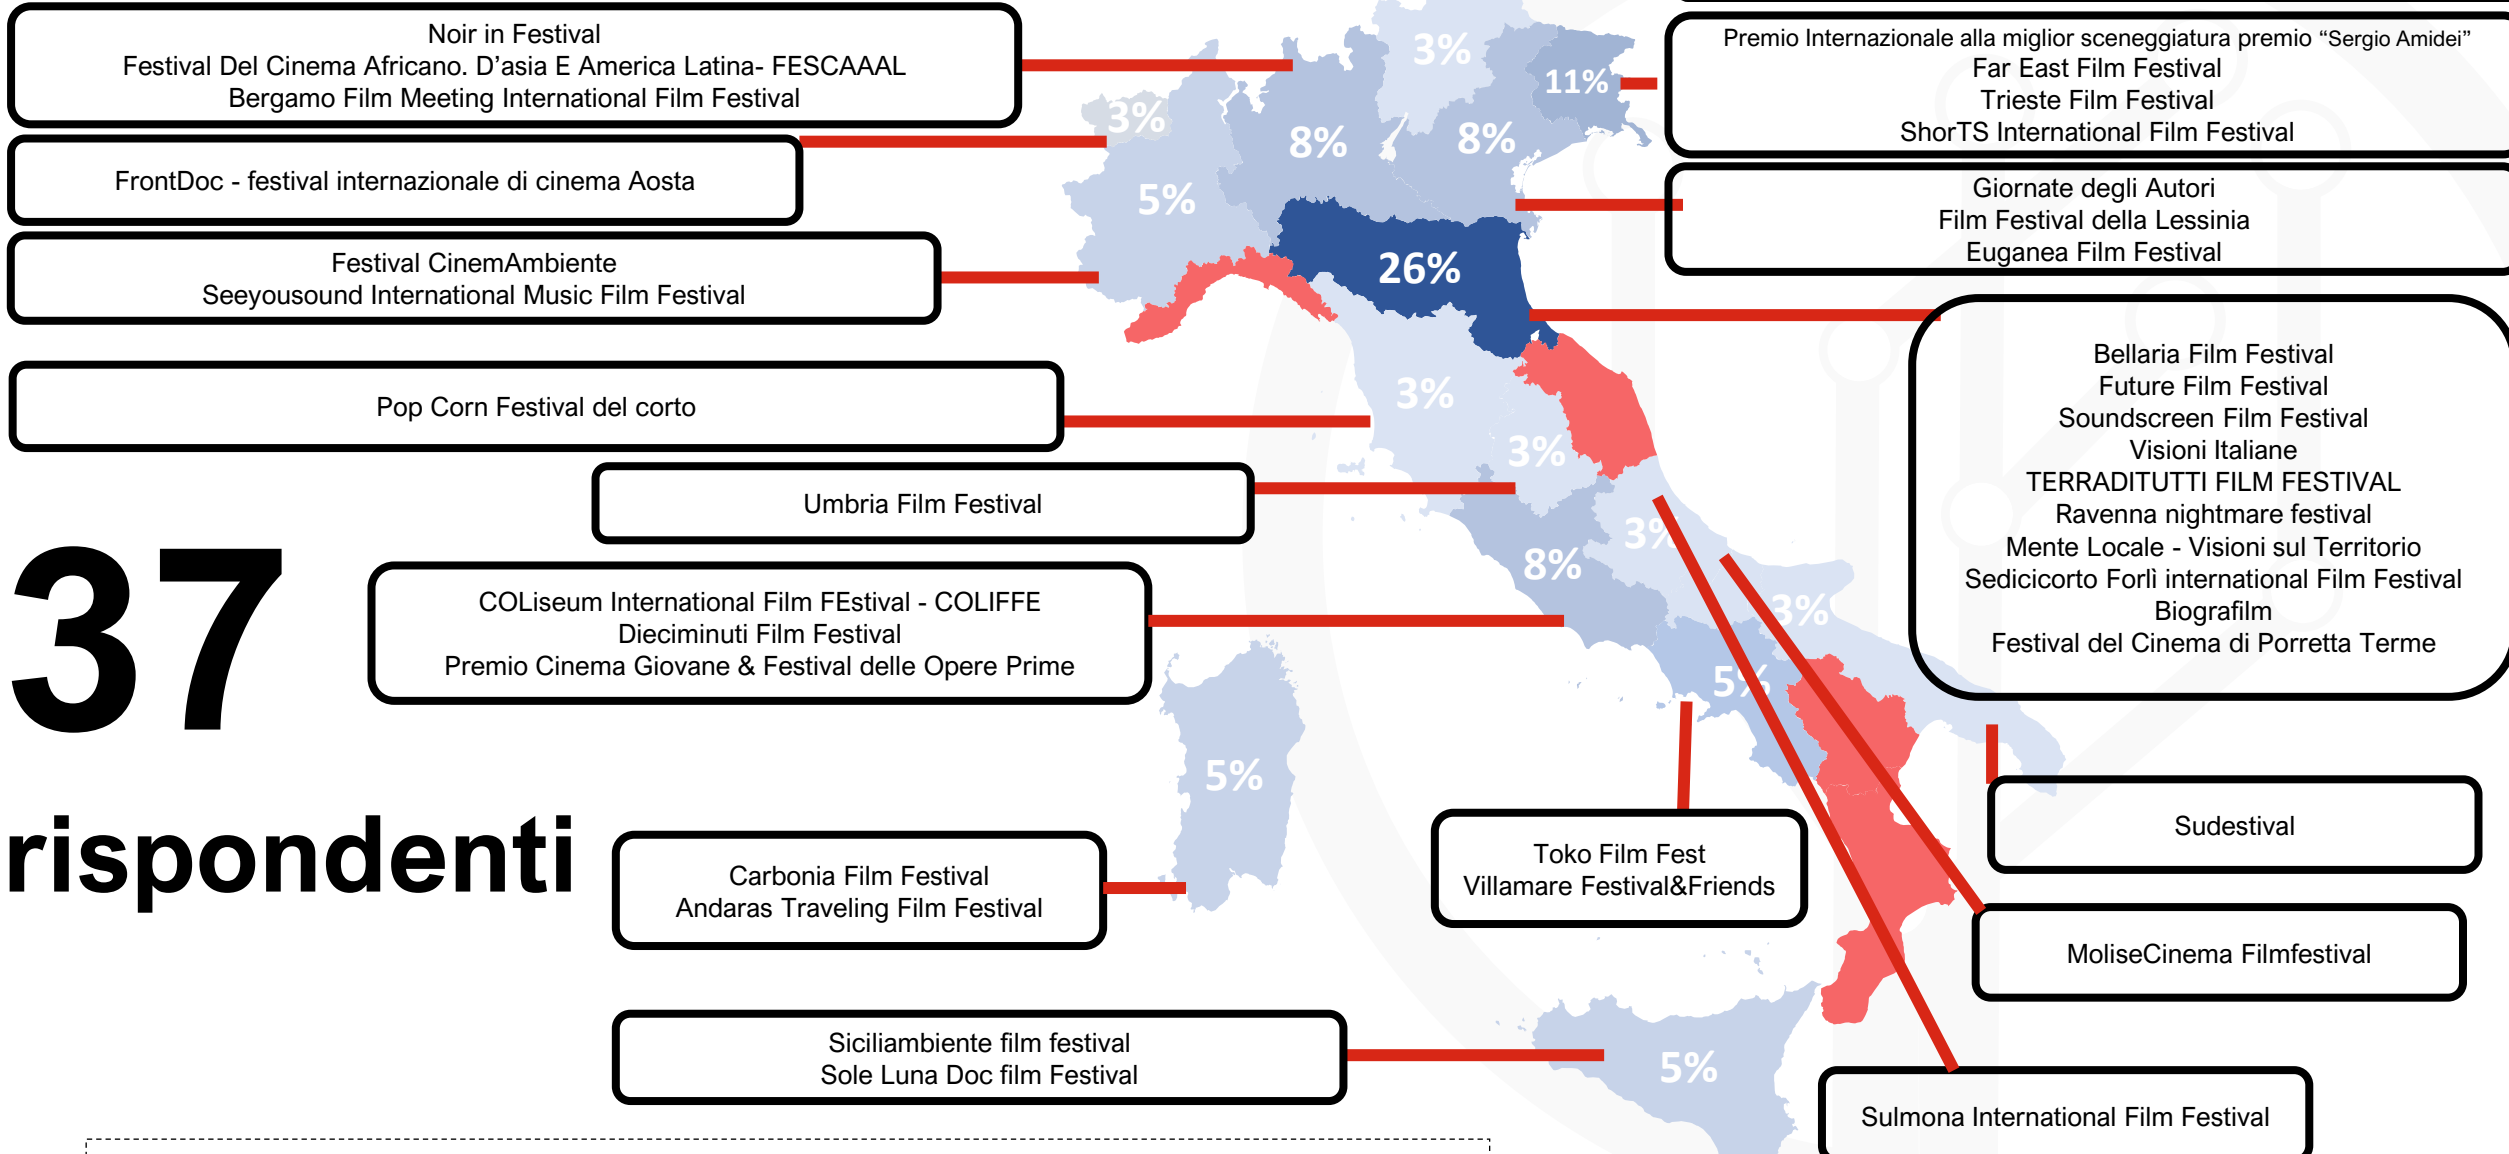 Noir in Festival
Festival Del Cinema Africano. D'asia E America Latina- FESCAAAL
Bergamo Film Meeting International Film Festival
FrontDoc - festival internazionale di cinema Aosta
Festival CinemAmbiente
Seeyousound International Music Film Festival
Pop Corn Festival del corto
Umbria Film Festival
37
rispondenti
COLiseum International Film FEstival - COLIFFE
Dieciminuti Film Festival
Premio Cinema Giovane & Festival delle Opere Prime
Carbonia Film Festival
Andaras Traveling Film Festival
Siciliambiente film festival
Sole Luna Doc film Festival
3%
11%
3%
8%
8%
5%
26%
3%
3%
3%
8%
3%
5%
5%
5%
Premio Internazionale alla miglior sceneggiatura premio “Sergio Amidei”
Far East Film Festival
Trieste Film Festival
ShorTS International Film Festival
Giornate degli Autori
Film Festival della Lessinia
Euganea Film Festival
Bellaria Film Festival
Future Film Festival
Soundscreen Film Festival
Visioni Italiane
TERRADITUTTI FILM FESTIVAL
Ravenna nightmare festival
Mente Locale - Visioni sul Territorio
Sedicicorto Forlì international Film Festival
Biografilm
Festival del Cinema di Porretta Terme
Toko Film Fest
Villamare Festival&Friends
Sudestival
MoliseCinema Filmfestival
Sulmona International Film Festival